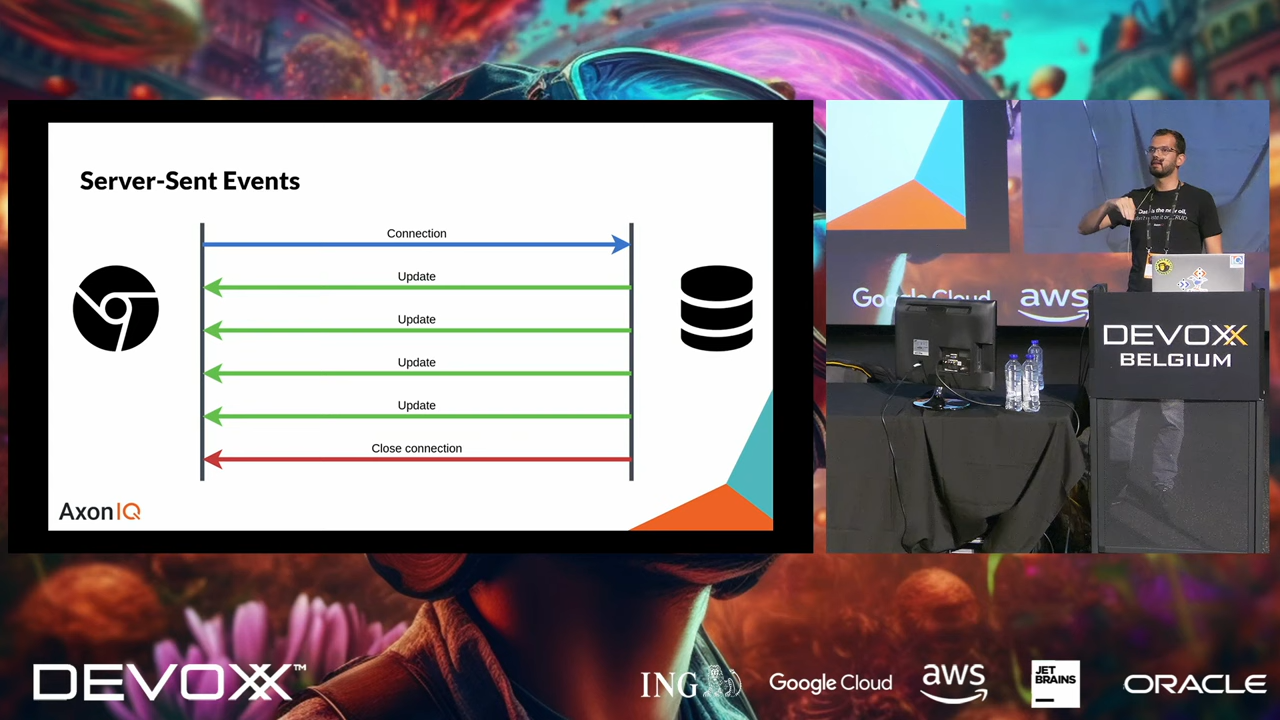 Server-Sent Events
Connection
Update
Update
Update
Update
Close connection
AxonIQ
Google Cloud
aws
DEVOXX
BELGIUM
DEVOXX™
ING
Google Cloud
aws
JET
BRAINS
ORACLE